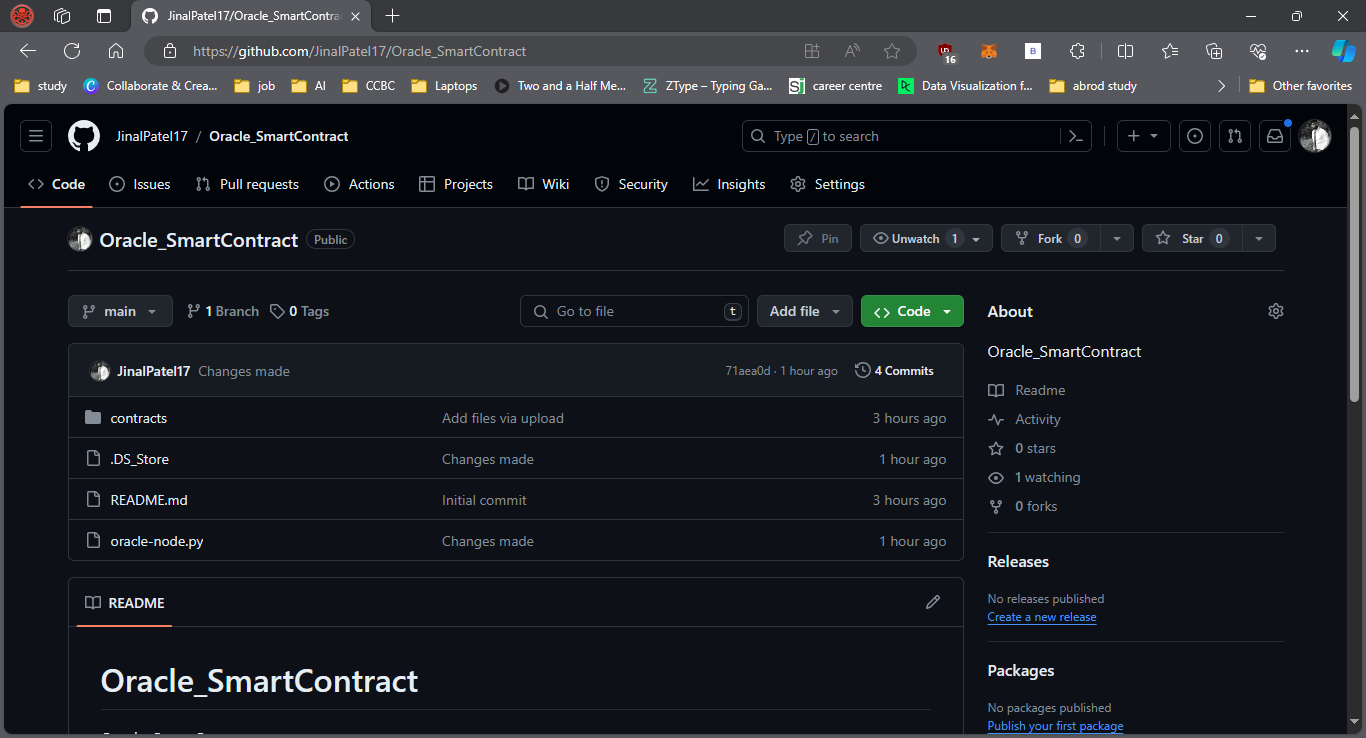 JinalPatel17/Oracle_SmartContra
https://github.com/JinalPatel17/Oracle_SmartContract
16
study Collaborate & Crea... job AI CCBC Laptops Two and a Half Me... ZType – Typing Ga... career centre Data Visualization f... abrod study Other favorites
JinalPatel17 / Oracle_SmartContract Type / to search
Code Issues Pull requests Actions Projects Wiki Security Insights Settings
Oracle_SmartContract Public Pin Unwatch 1 Fork 0 Star 0
main 1 Branch 0 Tags Go to file t Add file Code
About
Oracle_SmartContract
JinalPatel17 Changes made 71aea0d · 1 hour ago 4 Commits
contracts Add files via upload 3 hours ago
.DS_Store Changes made 1 hour ago
README.md Initial commit 3 hours ago
oracle-node.py Changes made 1 hour ago
Readme
Activity
0 stars
1 watching
0 forks
Releases
No releases published
Create a new release
Packages
No packages published
Publish your first package
README
Oracle_SmartContract